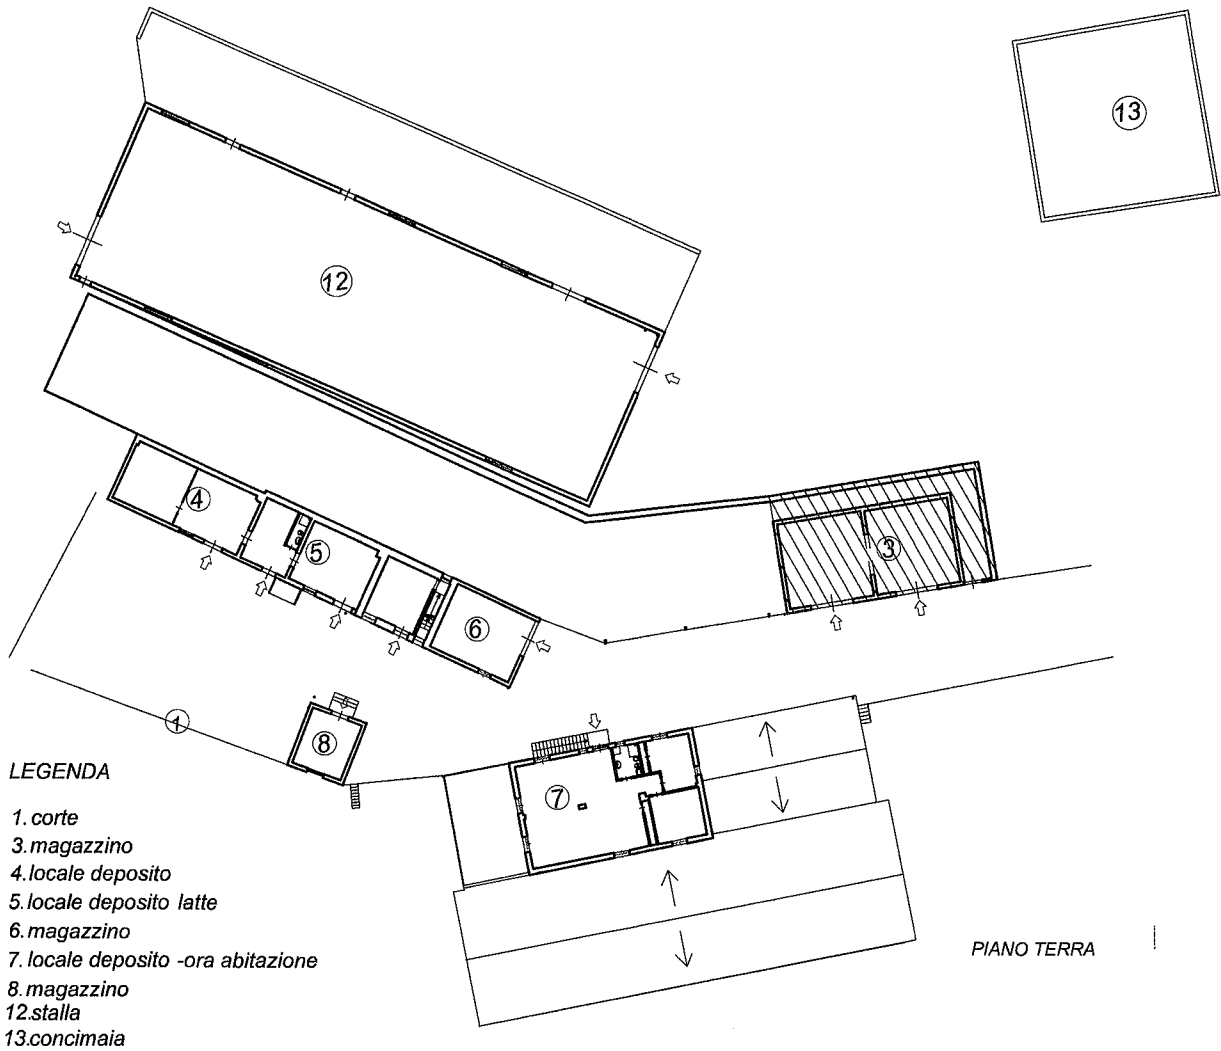 13
12
4
5
3
6
1
8
7
LEGENDA
1. corte
3. magazzino
4. locale deposito
5. locale deposito latte
6. magazzino
7. locale deposito -ora abitazione
8. magazzino
12.stalla
13.concimaia
PIANO TERRA